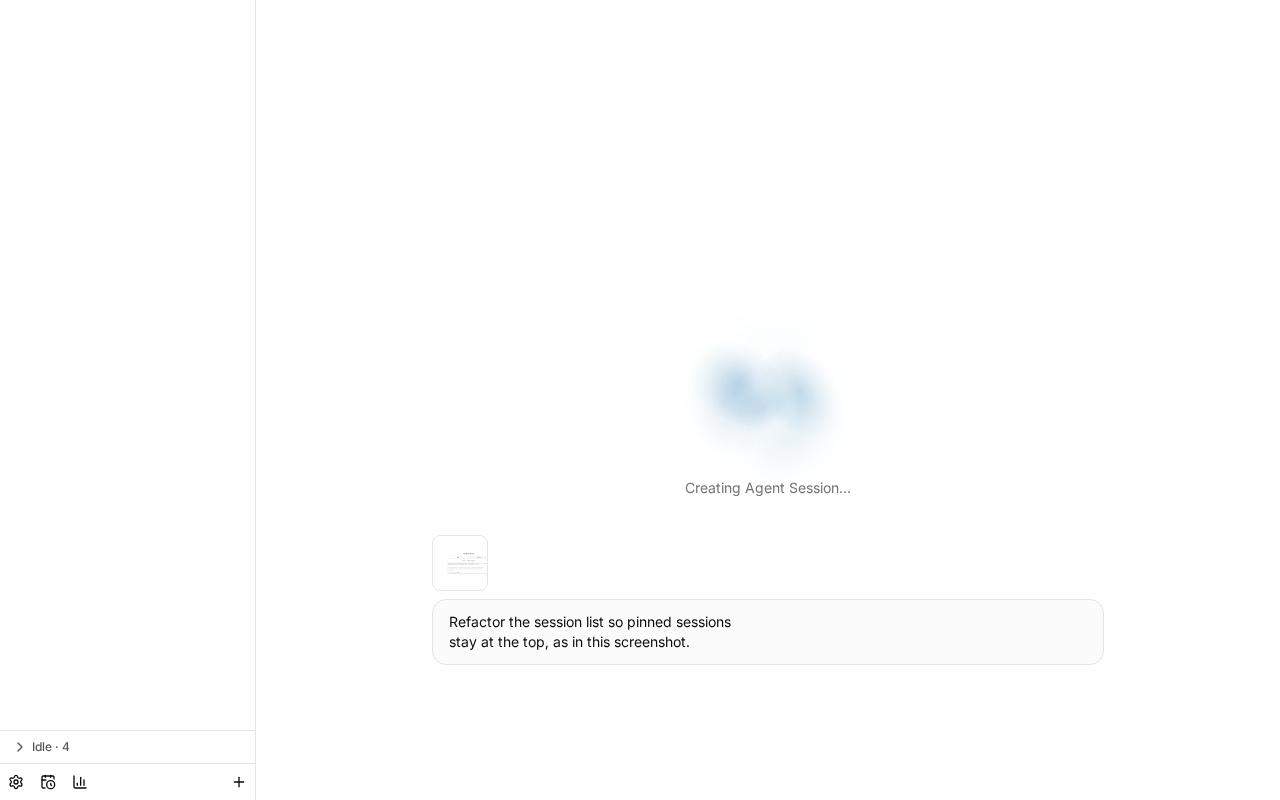 Creating Agent Session...
Refactor the session list so pinned sessions
stay at the top, as in this screenshot.
Idle · 4